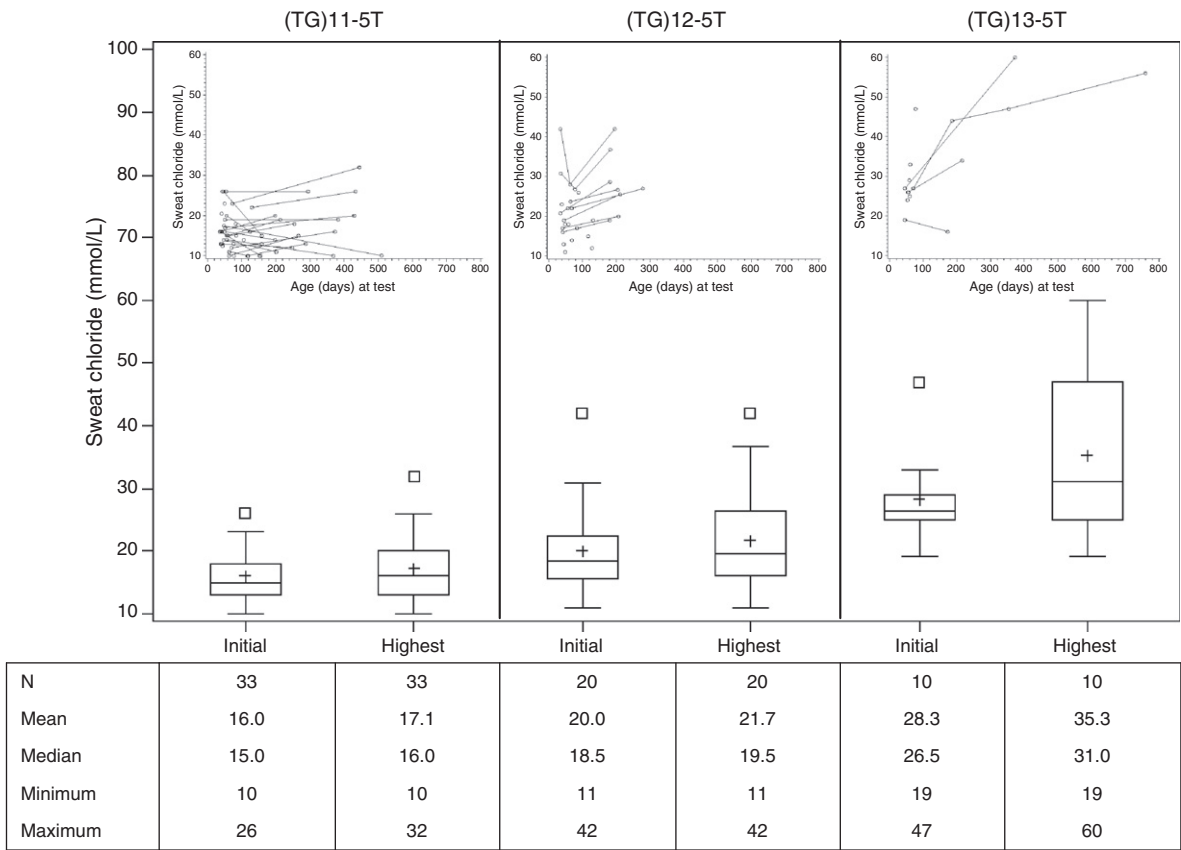 (TG)11-5T (TG)12-5T (TG)13-5T
Sweat chloride (mmol/L)
100
90
80
70
60
50
40
30
20
10
Sweat chloride (mmol/L)
60
50
40
30
20
10
0 100 200 300 400 500 600 700 800
Age (days) at test
Sweat chloride (mmol/L)
60
50
40
30
20
10
0 100 200 300 400 500 600 700 800
Age (days) at test
Sweat chloride (mmol/L)
60
50
40
30
20
10
0 100 200 300 400 500 600 700 800
Age (days) at test
Initial Highest Initial Highest Initial Highest
N 33 33 20 20 10 10
Mean 16.0 17.1 20.0 21.7 28.3 35.3
Median 15.0 16.0 18.5 19.5 26.5 31.0
Minimum 10 10 11 11 19 19
Maximum 26 32 42 42 47 60